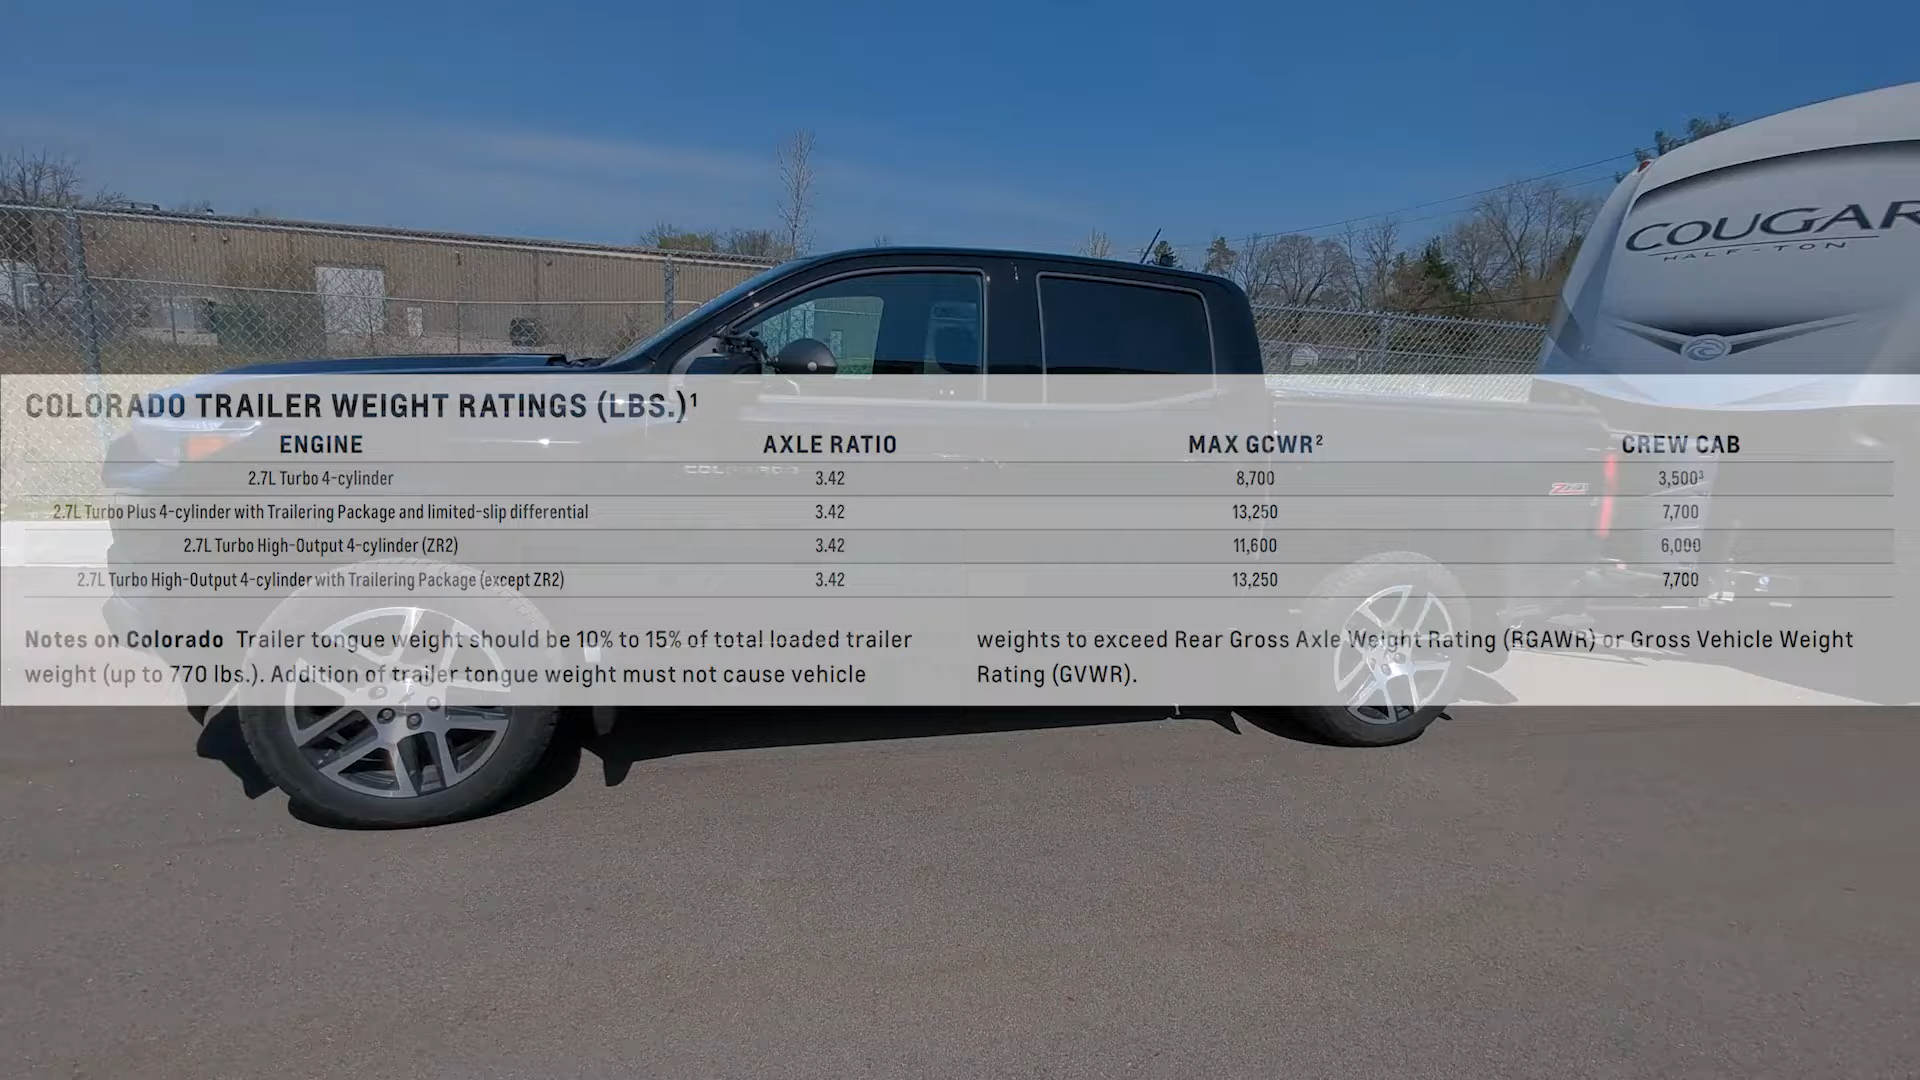 COUGAR
HALF-TON
COLORADO TRAILER WEIGHT RATINGS (LBS.)¹
ENGINE AXLE RATIO MAX GCWR² CREW CAB
2.7L Turbo 4-cylinder 3.42 8,700 3,500³
2.7L Turbo Plus 4-cylinder with Trailering Package and limited-slip differential 3.42 13,250 7,700
2.7L Turbo High-Output 4-cylinder (ZR2) 3.42 11,600 6,000
2.7L Turbo High-Output 4-cylinder with Trailering Package (except ZR2) 3.42 13,250 7,700
Notes on Colorado Trailer tongue weight should be 10% to 15% of total loaded trailer
weight (up to 770 lbs.). Addition of trailer tongue weight must not cause vehicle
weights to exceed Rear Gross Axle Weight Rating (RGAWR) or Gross Vehicle Weight
Rating (GVWR).
COLORADO
Z71